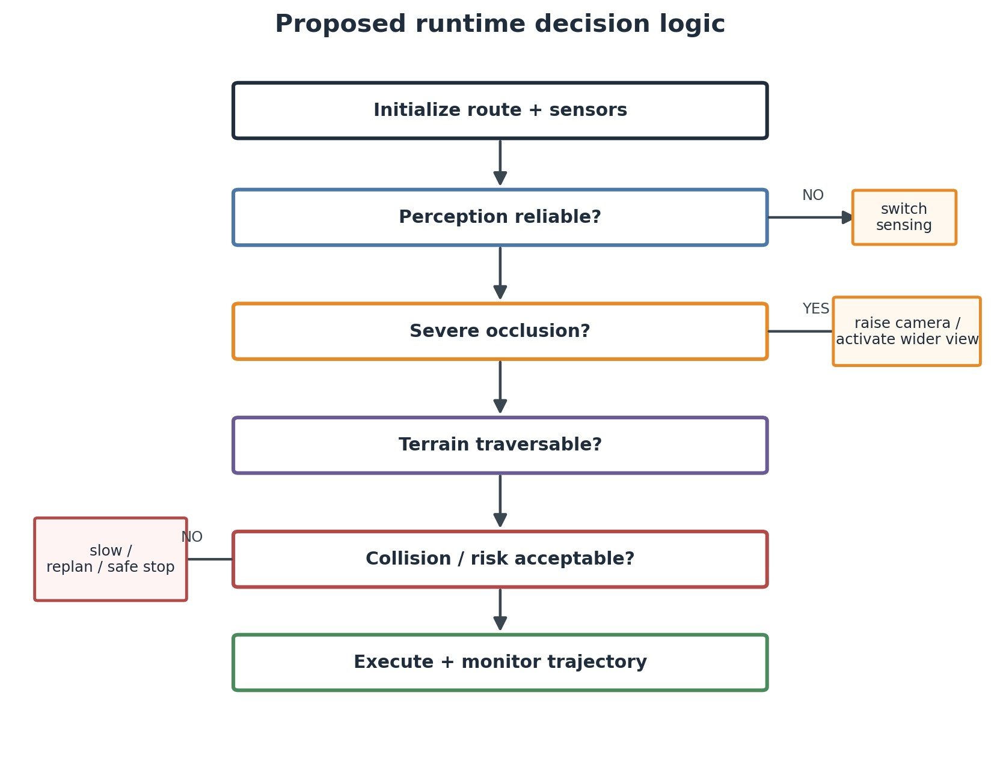 Proposed runtime decision logic
Initialize route + sensors
Perception reliable?
NO
switch
sensing
Severe occlusion?
YES
raise camera /
activate wider view
Terrain traversable?
slow /
replan / safe stop
NO
Collision / risk acceptable?
Execute + monitor trajectory